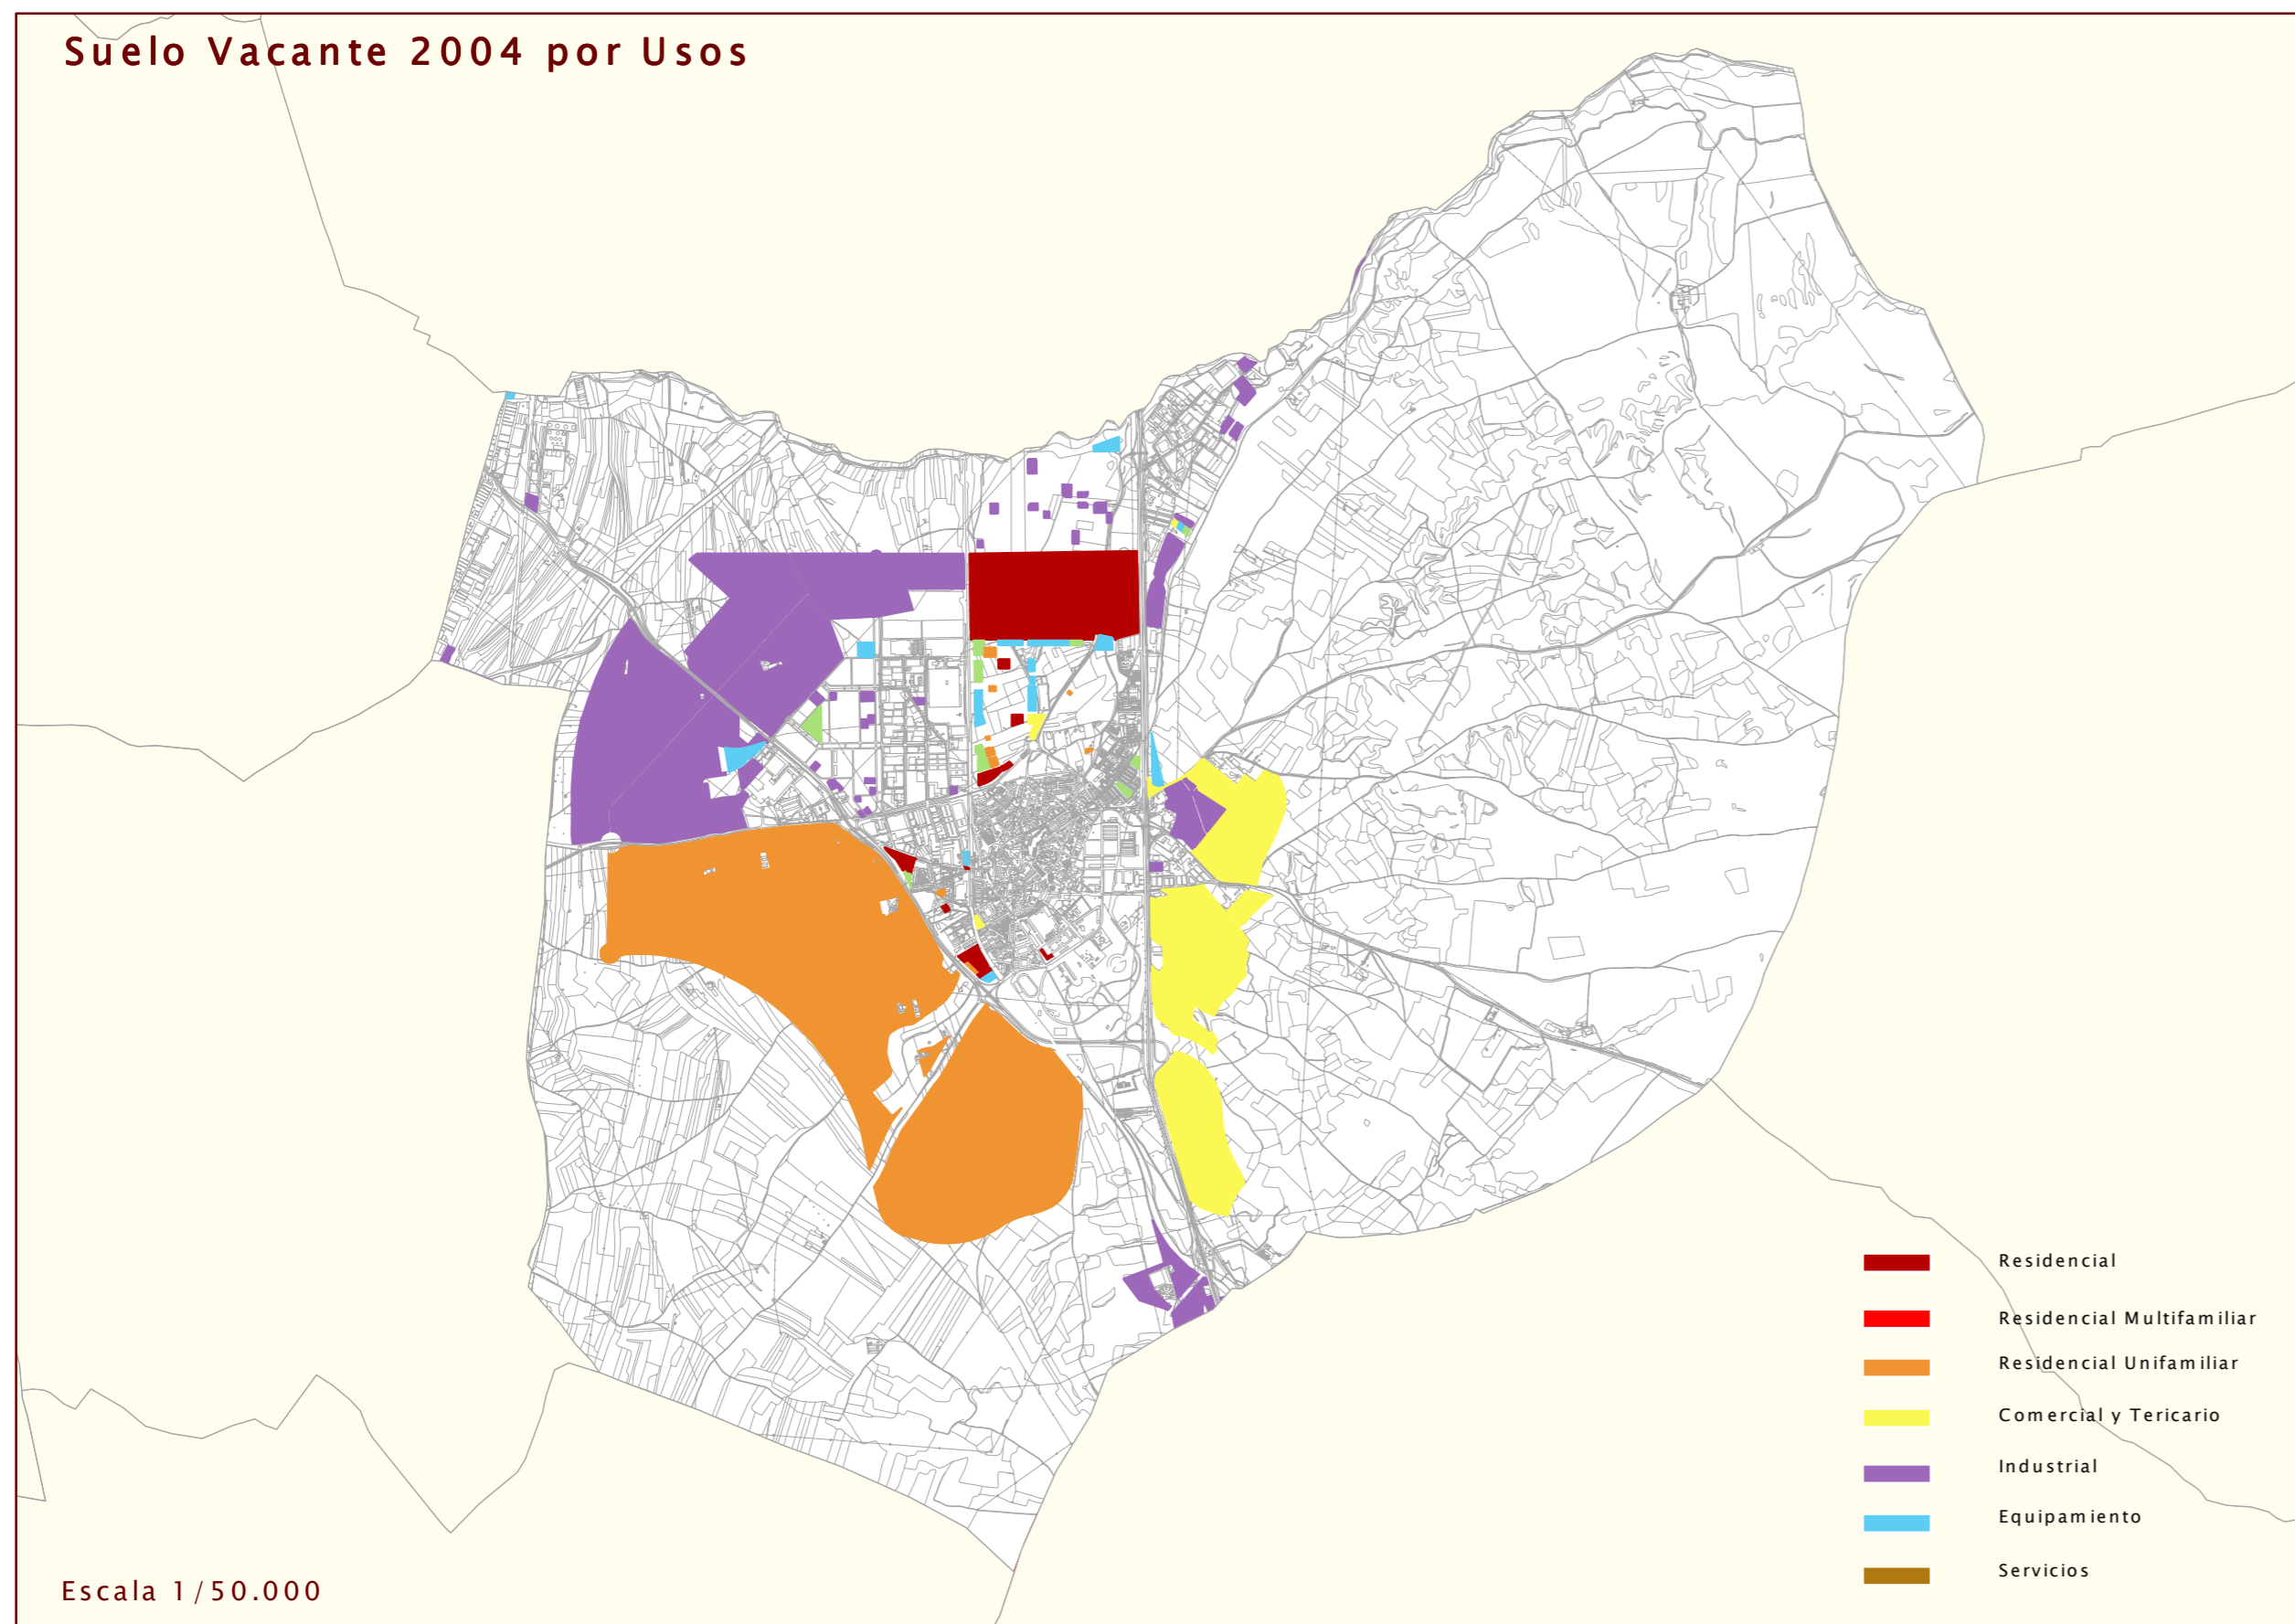 Suelo Vacante 2004 por Usos
Residencial
Residencial Multifamiliar
Residencial Unifamiliar
Comercial y Tericario
Industrial
Equipamiento
Servicios
Escala 1/50.000